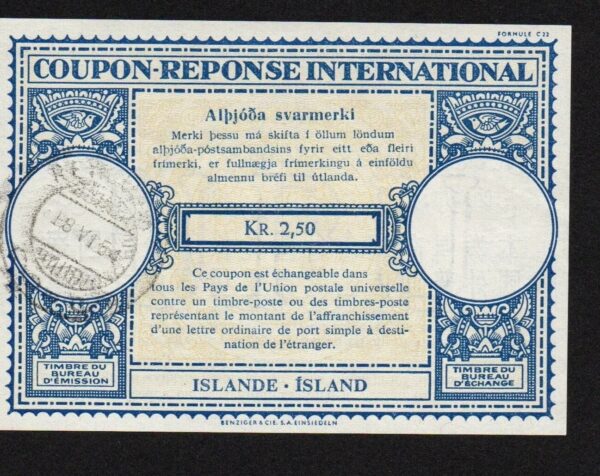 FORMULE C 22
COUPON-RÉPONSE INTERNATIONAL
Alþjóða svarmerki
Merki þessu má skifta í öllum löndum
alþjóða-póstsambandsins fyrir eitt eða fleiri
frímerki, er fullnægja frímerkingu á einföldu
almennu bréfi til útlanda.
KR. 2,50
18 VI 54
Ce coupon est échangeable dans
tous les Pays de l'Union postale universelle
contre un timbre-poste ou des timbres-poste
représentant le montant de l'affranchissement
d'une lettre ordinaire de port simple à desti-
nation de l'étranger.
TIMBRE DU
BUREAU
D'ÉMISSION
ISLANDE · ÍSLAND
TIMBRE DU
BUREAU
D'ÉCHANGE
BENZIGER & CIE. S.A. EINSIEDELN